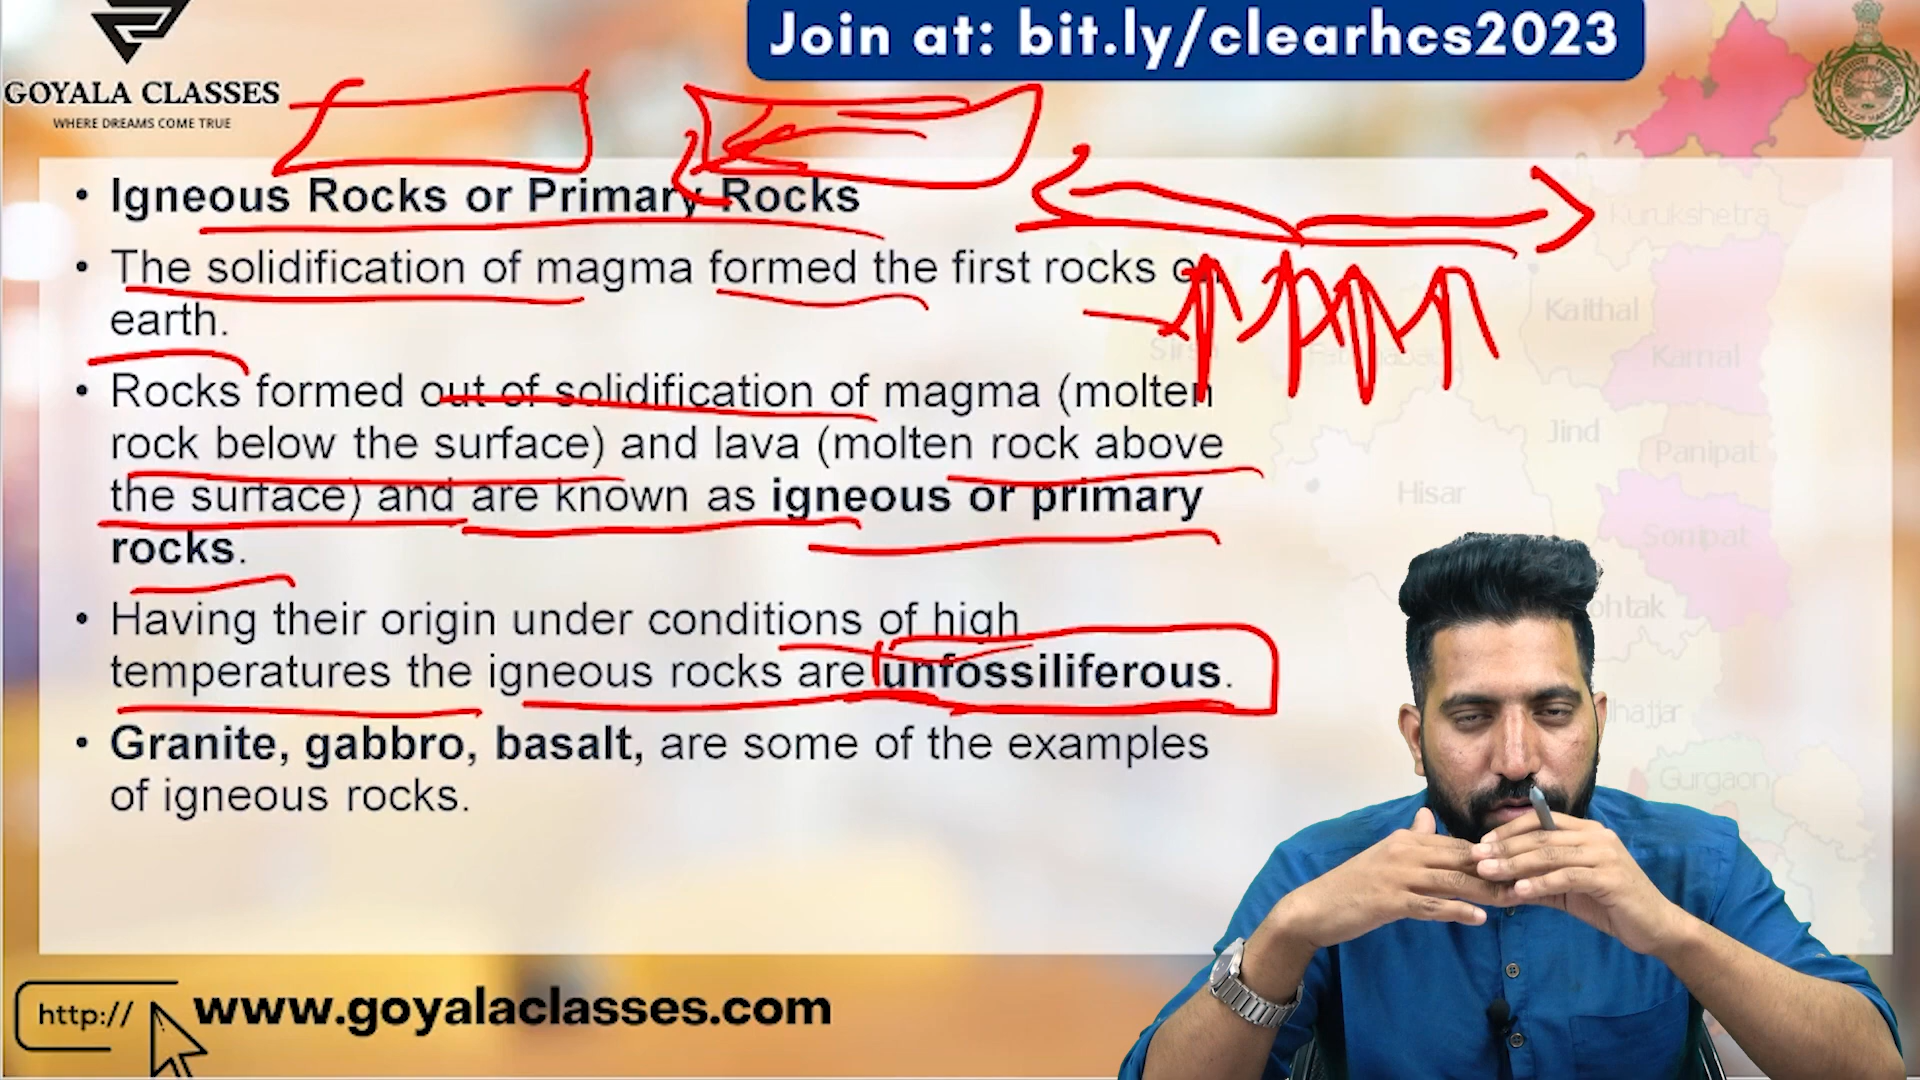 Join at: bit.ly/clearhcs2023
GOYALA CLASSES
WHERE DREAMS COME TRUE
• Igneous Rocks or Primary Rocks
• The solidification of magma formed the first rocks o
earth.
• Rocks formed out of solidification of magma (molten
rock below the surface) and lava (molten rock above
the surface) and are known as igneous or primary
rocks.
• Having their origin under conditions of high
temperatures the igneous rocks are unfossiliferous.
• Granite, gabbro, basalt, are some of the examples
of igneous rocks.
Kurukshetra
Kaithal
Karnal
Jind
Panipat
Hisar
Sonipat
ohtak
Jhajjar
Gurgaon
http://
www.goyalaclasses.com